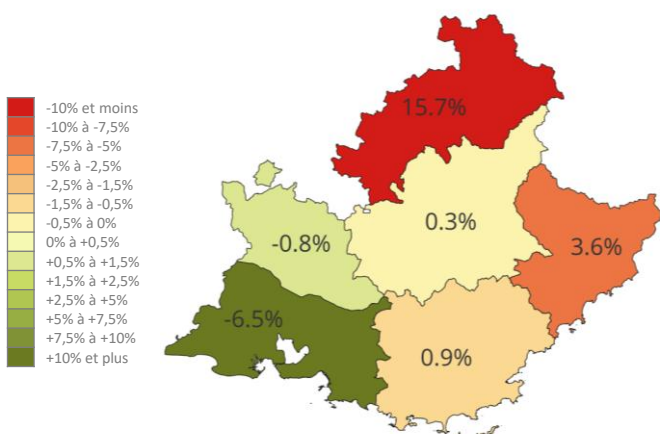 -10% et moins
-10% à -7,5%
-7,5% à -5%
-5% à -2,5%
-2,5% à -1,5%
-1,5% à -0,5%
-0,5% à 0%
0% à +0,5%
+0,5% à +1,5%
+1,5% à +2,5%
+2,5% à +5%
+5% à +7,5%
+7,5% à +10%
+10% et plus
15.7%
0.3%
-0.8%
3.6%
-6.5%
0.9%